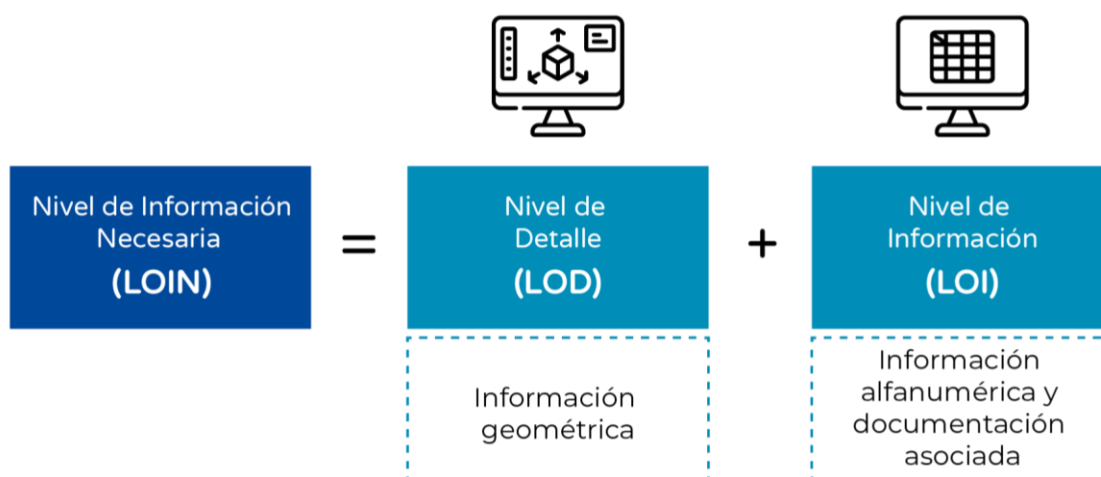 Nivel de Información
Necesaria
(LOIN)
=
Nivel de
Detalle
(LOD)
+
Nivel de
Información
(LOI)
Información
geométrica
Información
alfanumérica y
documentación
asociada